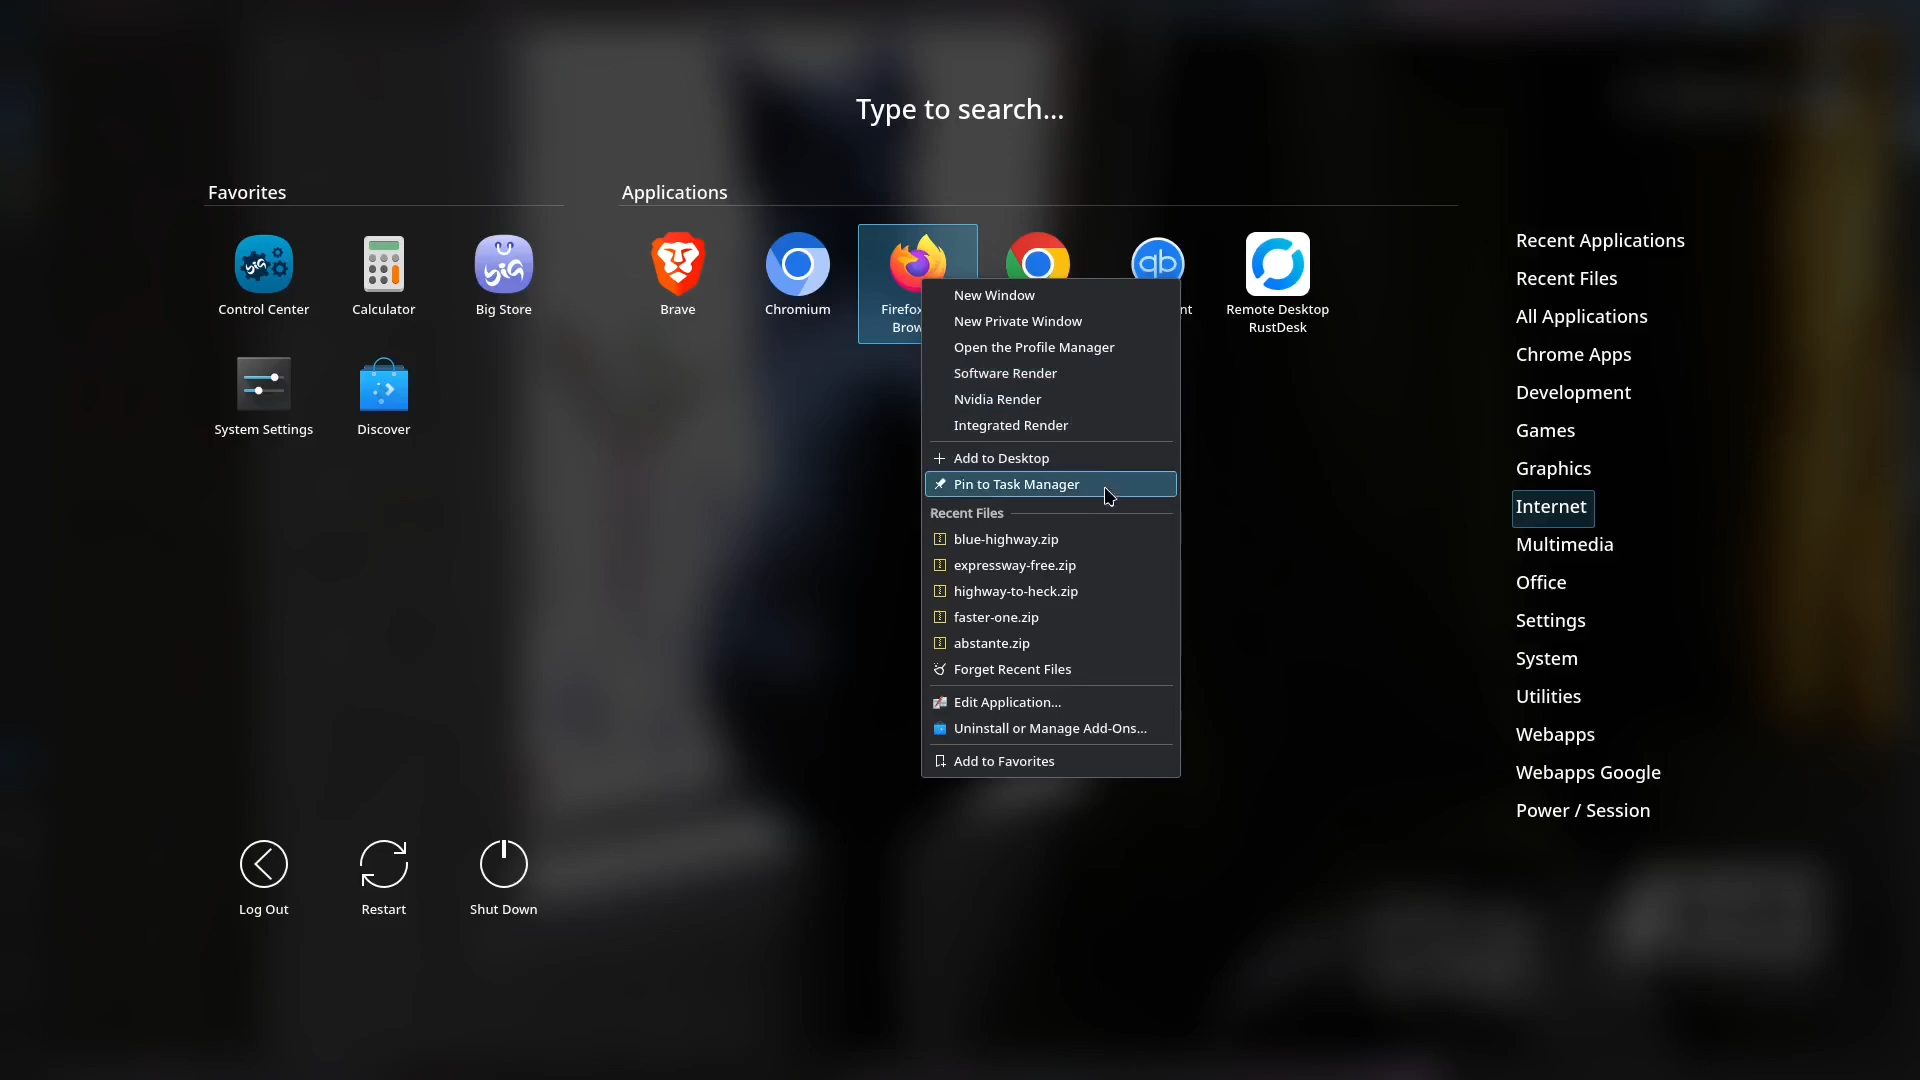 Type to search...
Favorites
Applications
Control Center
Calculator
Big Store
Brave
Chromium
Remote Desktop
RustDesk
System Settings
Discover
New Window
New Private Window
Open the Profile Manager
Software Render
Nvidia Render
Integrated Render
Add to Desktop
Pin to Task Manager
Recent Files
blue-highway.zip
expressway-free.zip
highway-to-heck.zip
faster-one.zip
abstante.zip
Forget Recent Files
Edit Application...
Uninstall or Manage Add-Ons...
Add to Favorites
Recent Applications
Recent Files
All Applications
Chrome Apps
Development
Games
Graphics
Internet
Multimedia
Office
Settings
System
Utilities
Webapps
Webapps Google
Power / Session
Log Out
Restart
Shut Down